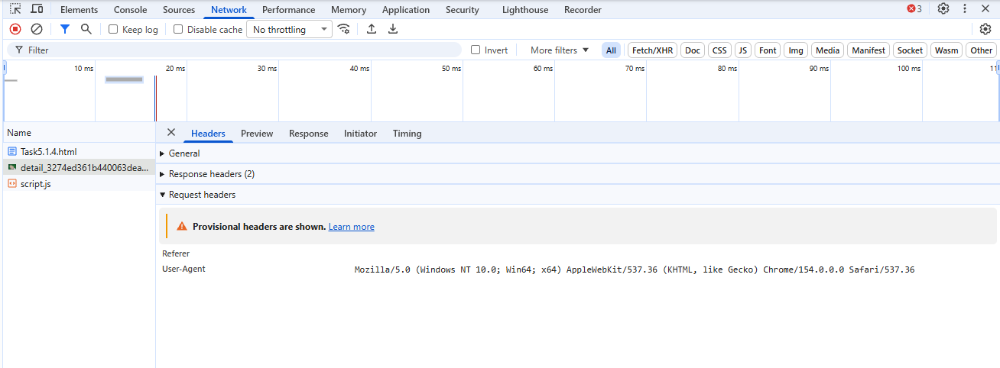 Elements Console Sources Network Performance Memory Application Security Lighthouse Recorder 3
Keep log Disable cache No throttling
Filter Invert More filters All Fetch/XHR Doc CSS JS Font Img Media Manifest Socket Wasm Other
10 ms 20 ms 30 ms 40 ms 50 ms 60 ms 70 ms 80 ms 90 ms 100 ms 11
Name
Task5.1.4.html
detail_3274ed361b440063dea...
script.js
Headers Preview Response Initiator Timing
General
Response headers (2)
Request headers
Provisional headers are shown. Learn more
Referer
User-Agent Mozilla/5.0 (Windows NT 10.0; Win64; x64) AppleWebKit/537.36 (KHTML, like Gecko) Chrome/154.0.0.0 Safari/537.36